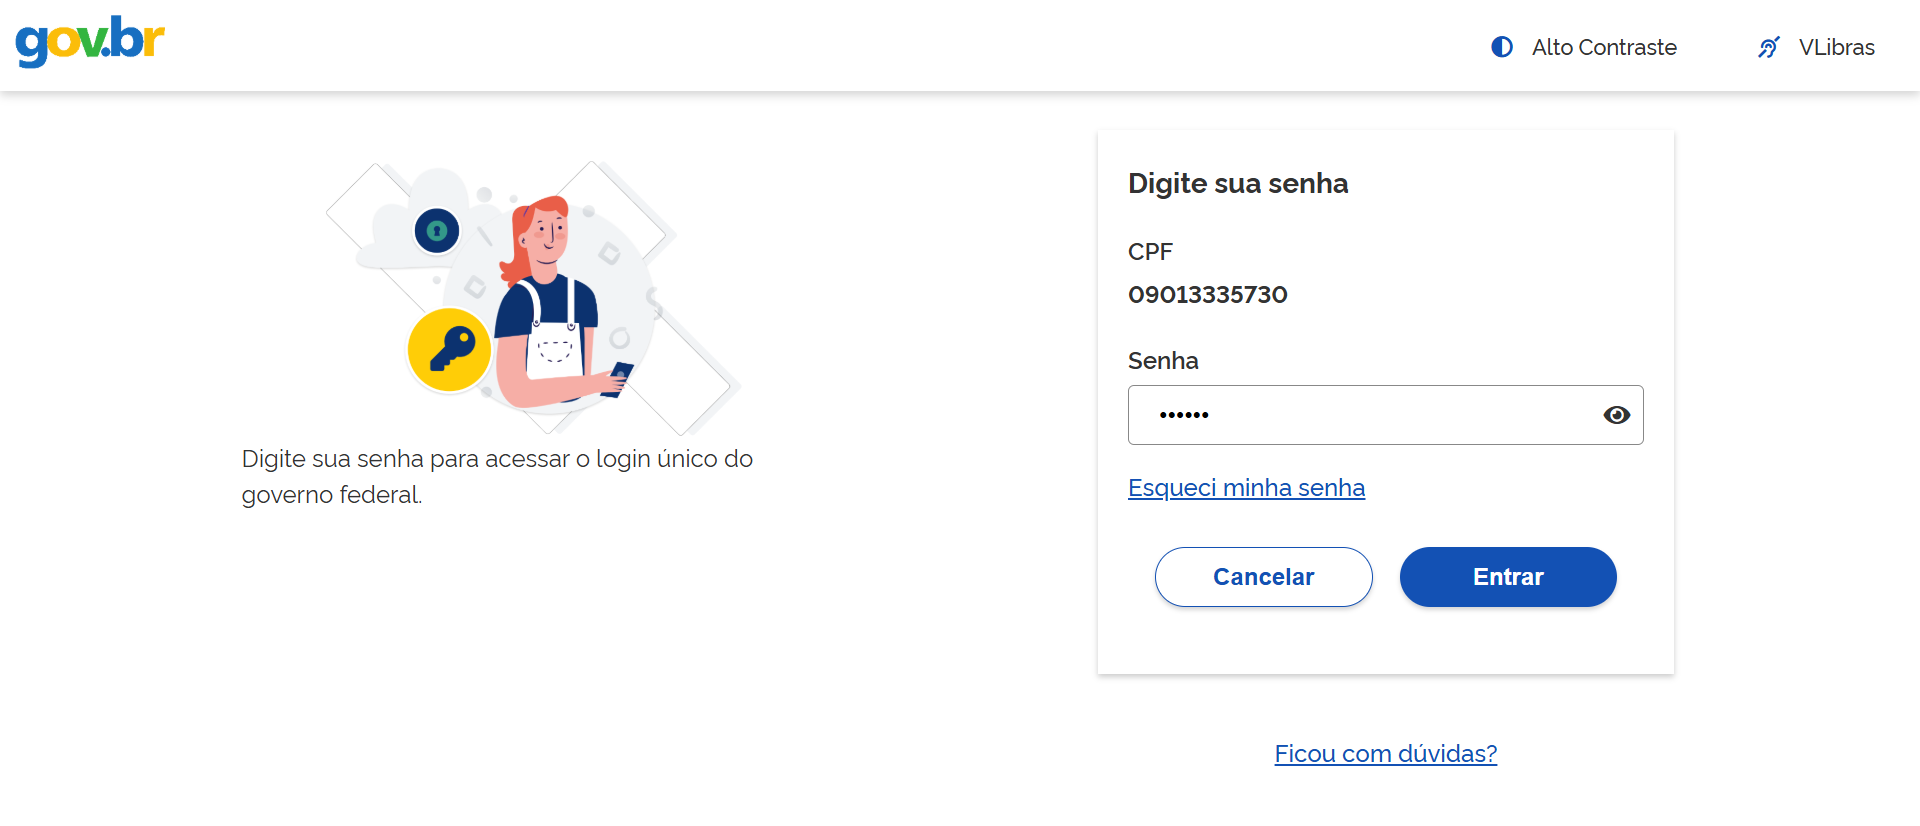 gov.br
Alto Contraste
VLibras
Digite sua senha para acessar o login único do
governo federal.
Digite sua senha
CPF
09013335730
Senha
••••••
Esqueci minha senha
Cancelar
Entrar
Ficou com dúvidas?